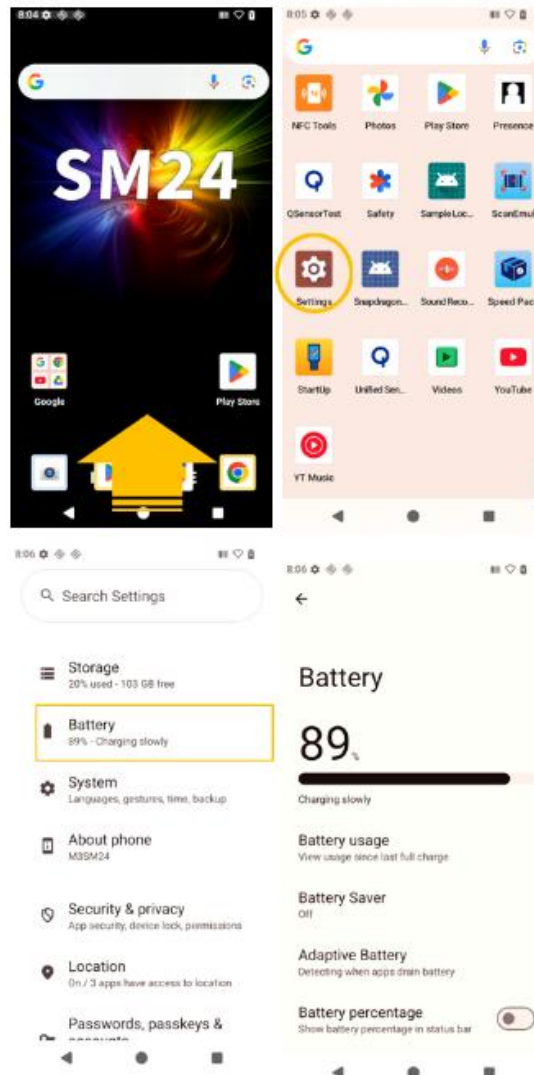 8:04
SM24
Google
Play Store
8:05
NFC Tools
Photos
Play Store
Presence
QSensorTest
Safety
Sample Loc...
ScanEmul
Settings
Snapdragon...
Sound Reco...
Speed Pac
StartUp
Unified Sen...
Videos
YouTube
YT Music
8:06
Search Settings
Storage
20% used - 103 GB free
Battery
89% - Charging slowly
System
Languages, gestures, time, backup
About phone
M3SM24
Security & privacy
App security, device lock, permissions
Location
On / 3 apps have access to location
Passwords, passkeys &
8:06
Battery
89%
Charging slowly
Battery usage
View usage since last full charge
Battery Saver
Off
Adaptive Battery
Detecting when apps drain battery
Battery percentage
Show battery percentage in status bar